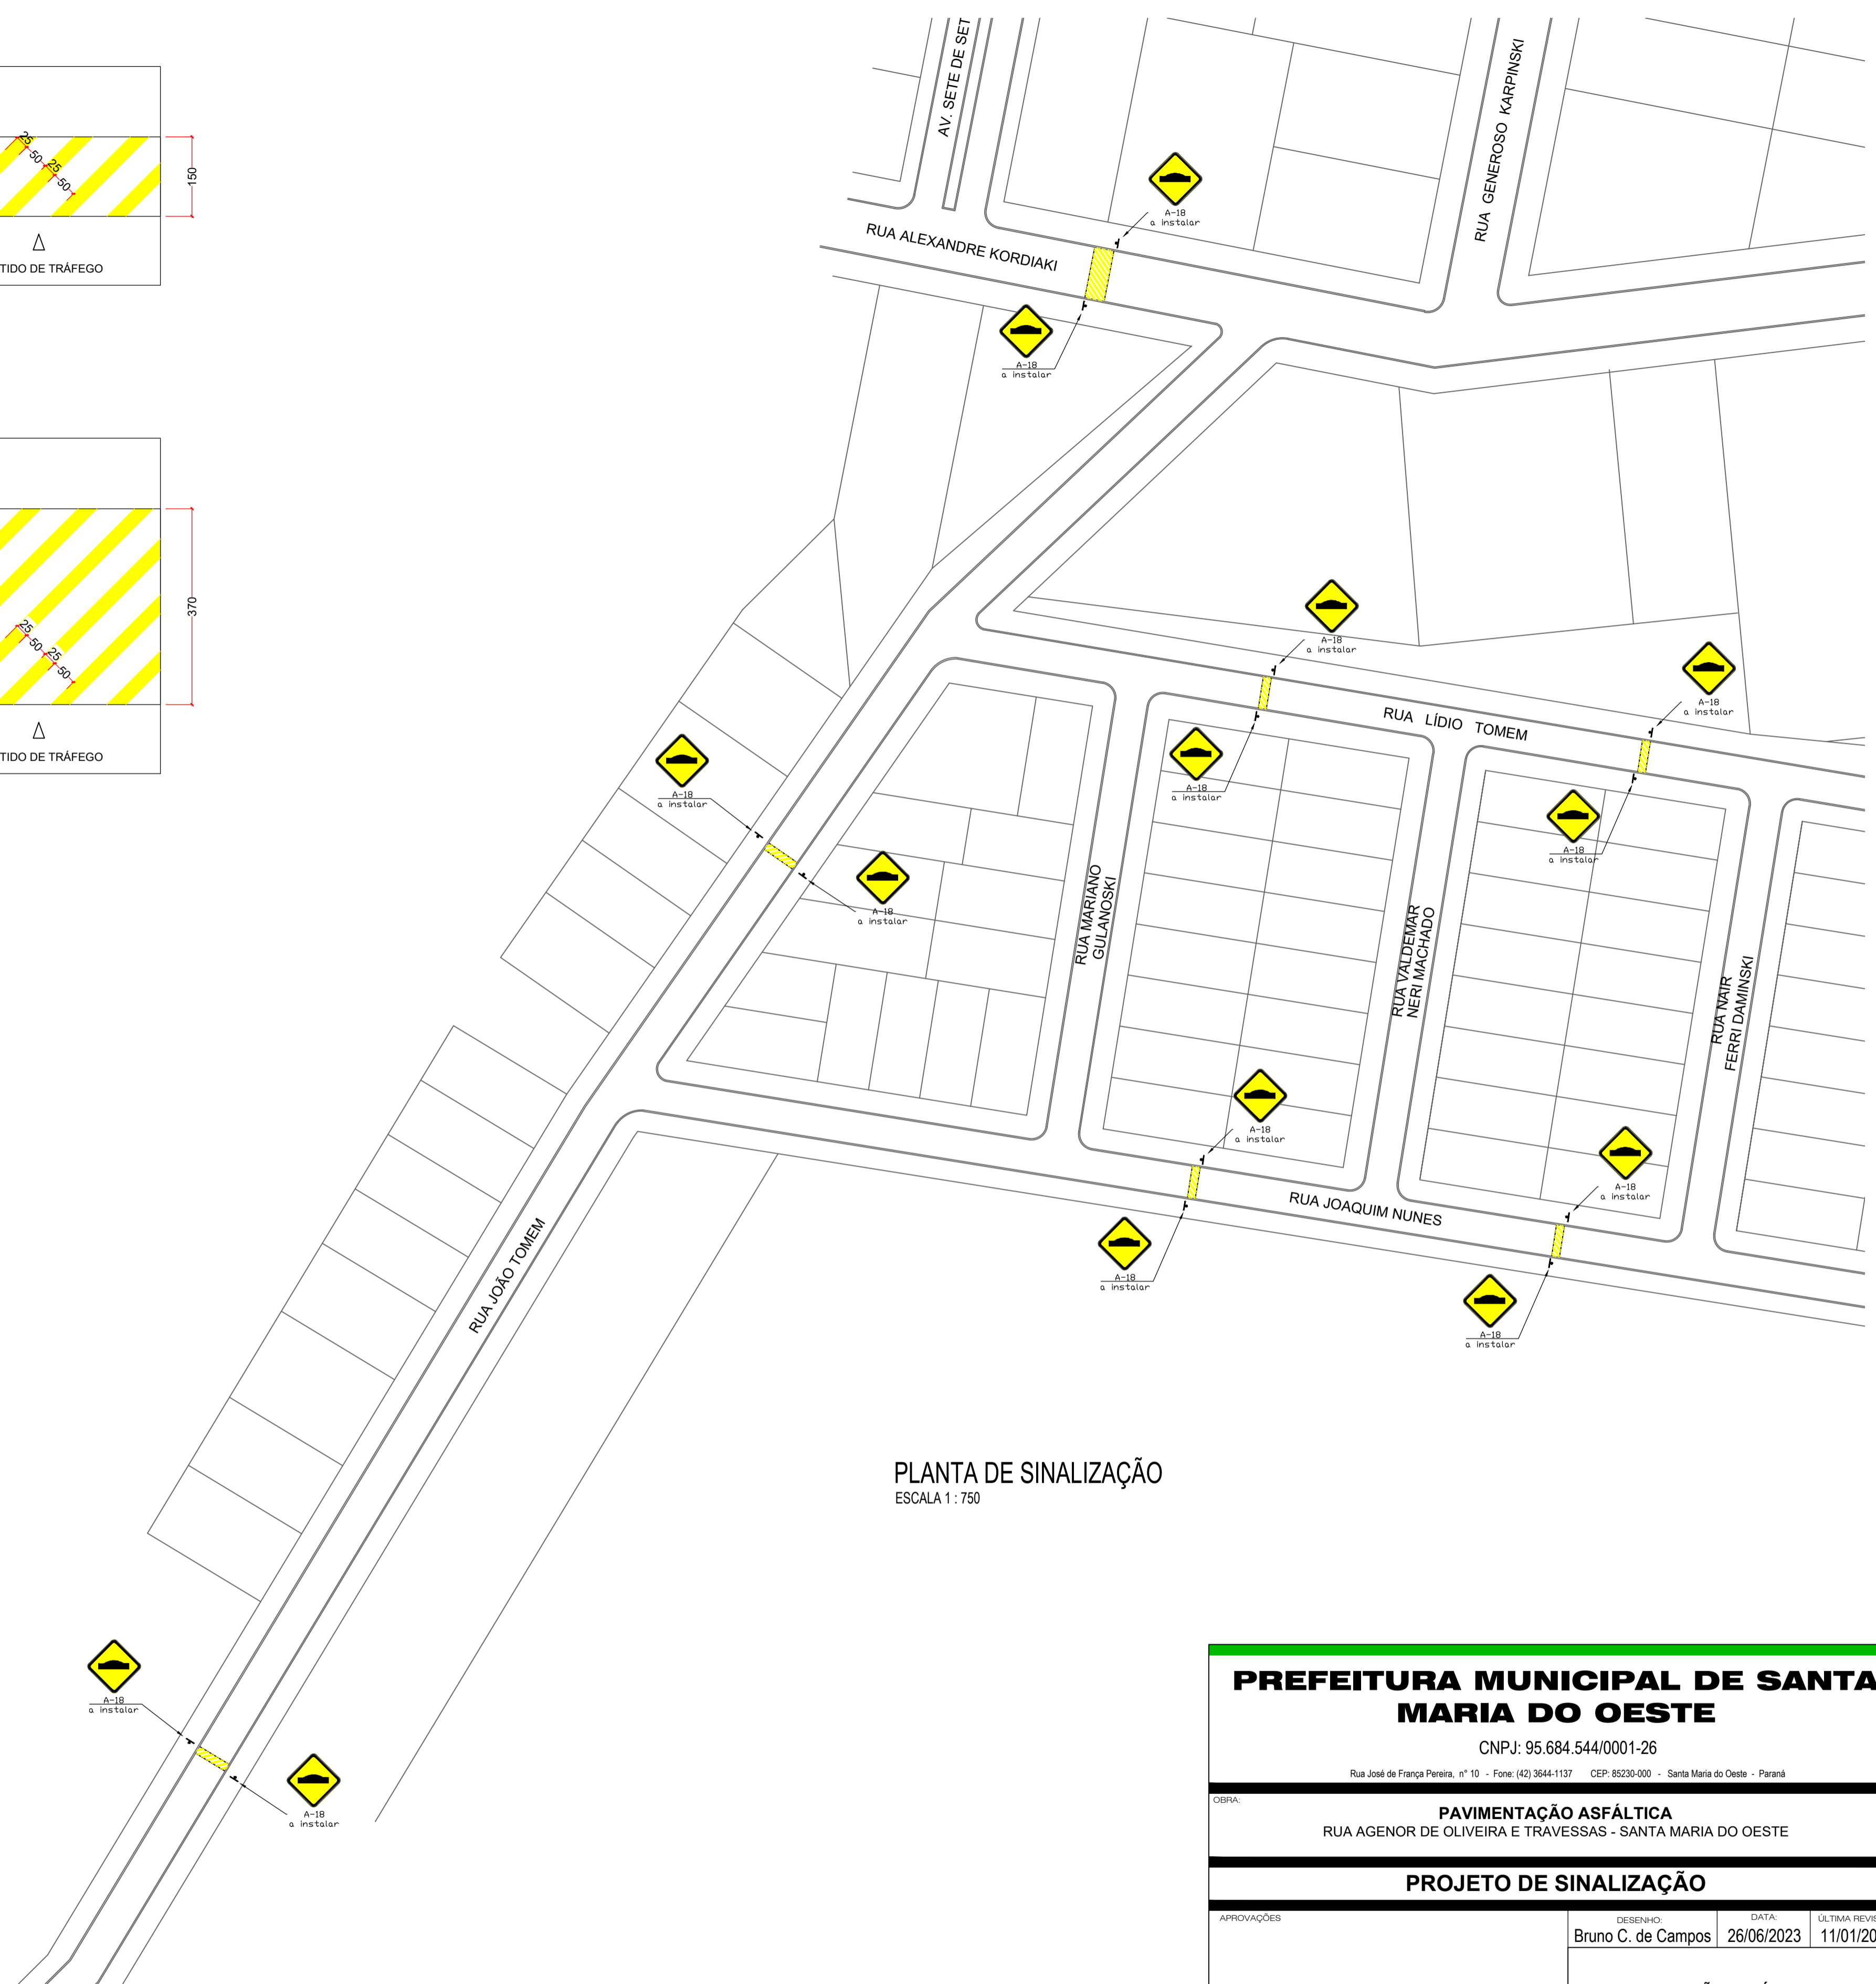 25
50
25
50
150
TIDO DE TRÁFEGO
25
50
25
50
370
TIDO DE TRÁFEGO
AV. SETE DE SET
RUA GENEROSO KARPINSKI
RUA ALEXANDRE KORDIAKI
A-18
a instalar
A-18
a instalar
A-18
a instalar
A-18
a instalar
RUA LÍDIO TOMEM
A-18
a instalar
A-18
a instalar
A-18
a instalar
A-18
a instalar
RUA MARIANO
GULANOSKI
RUA VALDEMAR
NERI MACHADO
RUA NAIR
FERRI DAMINSKI
A-18
a instalar
A-18
a instalar
RUA JOAQUIM NUNES
A-18
a instalar
A-18
a instalar
RUA JOÃO TOMEM
PLANTA DE SINALIZAÇÃO
ESCALA 1 : 750
A-18
a instalar
A-18
a instalar
PREFEITURA MUNICIPAL DE SANTA
MARIA DO OESTE
CNPJ: 95.684.544/0001-26
Rua José de França Pereira, n° 10 - Fone: (42) 3644-1137 CEP: 85230-000 - Santa Maria do Oeste - Paraná
OBRA:
PAVIMENTAÇÃO ASFÁLTICA
RUA AGENOR DE OLIVEIRA E TRAVESSAS - SANTA MARIA DO OESTE
PROJETO DE SINALIZAÇÃO
APROVAÇÕES
DESENHO:
Bruno C. de Campos
DATA:
26/06/2023
ÚLTIMA REVIS
11/01/20